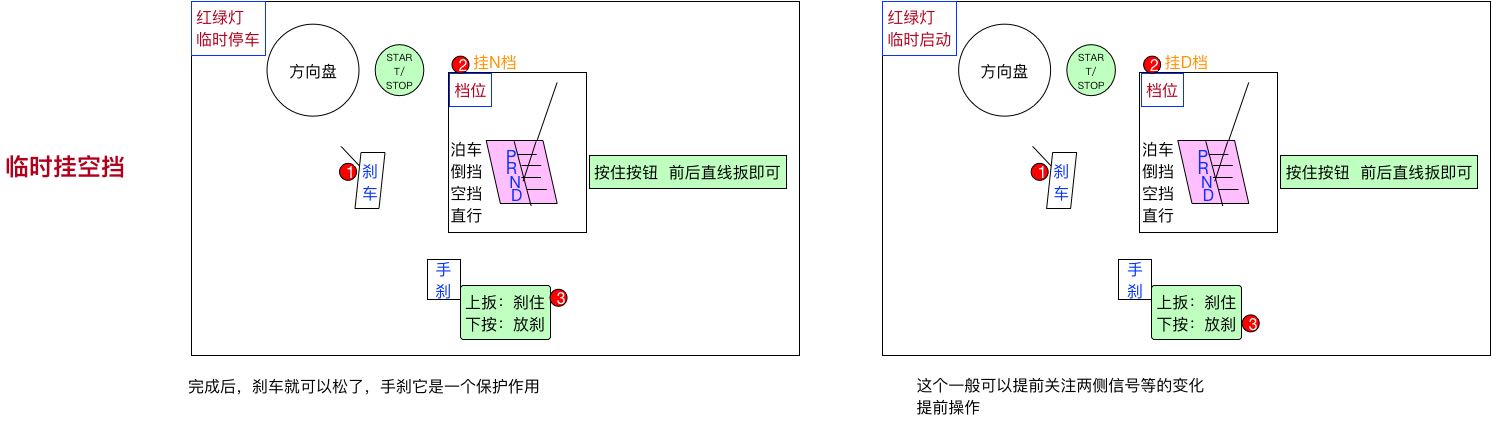 临时挂空挡
红绿灯
临时停车
方向盘
STAR
T/
STOP
2 挂N档
档位
泊车
倒挡
空挡
直行
P
R
N
D
按住按钮 前后直线扳即可
1
刹
车
手
刹
上扳：刹住
下按：放刹
3
完成后，刹车就可以松了，手刹它是一个保护作用
红绿灯
临时启动
方向盘
STAR
T/
STOP
2 挂D档
档位
泊车
倒挡
空挡
直行
P
R
N
D
按住按钮 前后直线扳即可
1
刹
车
手
刹
上扳：刹住
下按：放刹
3
这个一般可以提前关注两侧信号等的变化
提前操作